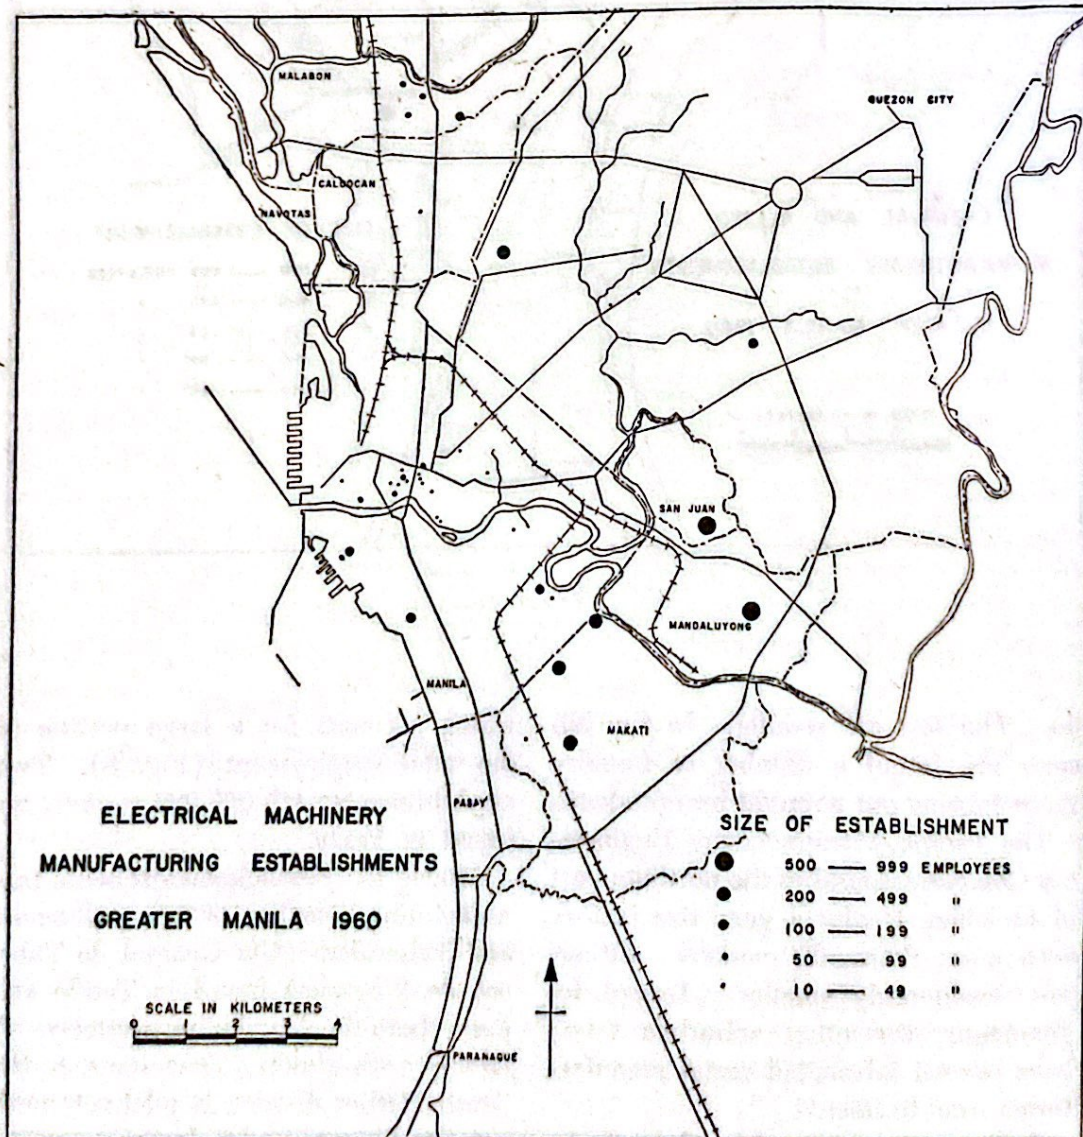 MALABON
QUEZON CITY
CALOOCAN
NAVOTAS
SAN JUAN
MANDALUYONG
MANILA
MAKATI
PASAY
PARAÑAQUE
ELECTRICAL MACHINERY
MANUFACTURING ESTABLISHMENTS
GREATER MANILA 1960
SCALE IN KILOMETERS
0 1 2 3 4
SIZE OF ESTABLISHMENT
500 — 999 EMPLOYEES
200 — 499 "
100 — 199 "
50 — 99 "
10 — 49 "